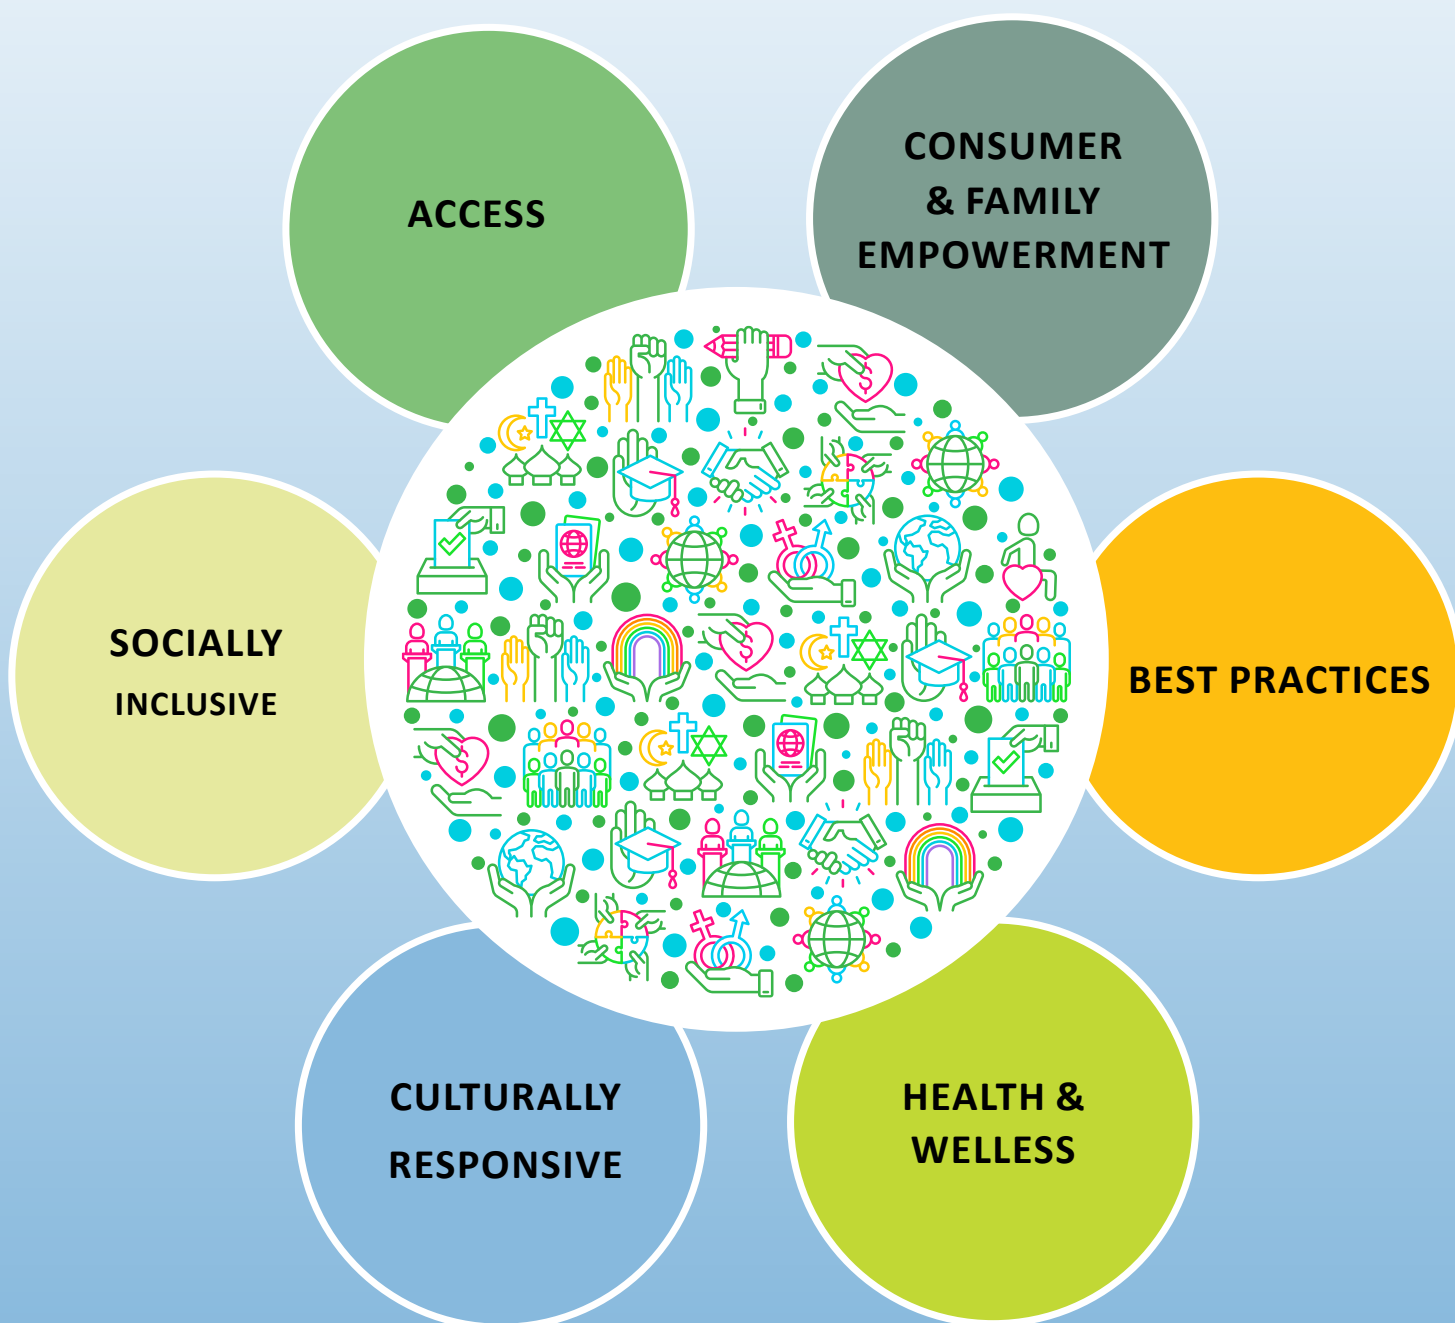 ACCESS
CONSUMER
& FAMILY
EMPOWERMENT
SOCIALLY
INCLUSIVE
BEST PRACTICES
CULTURALLY
RESPONSIVE
HEALTH &
WELLESS